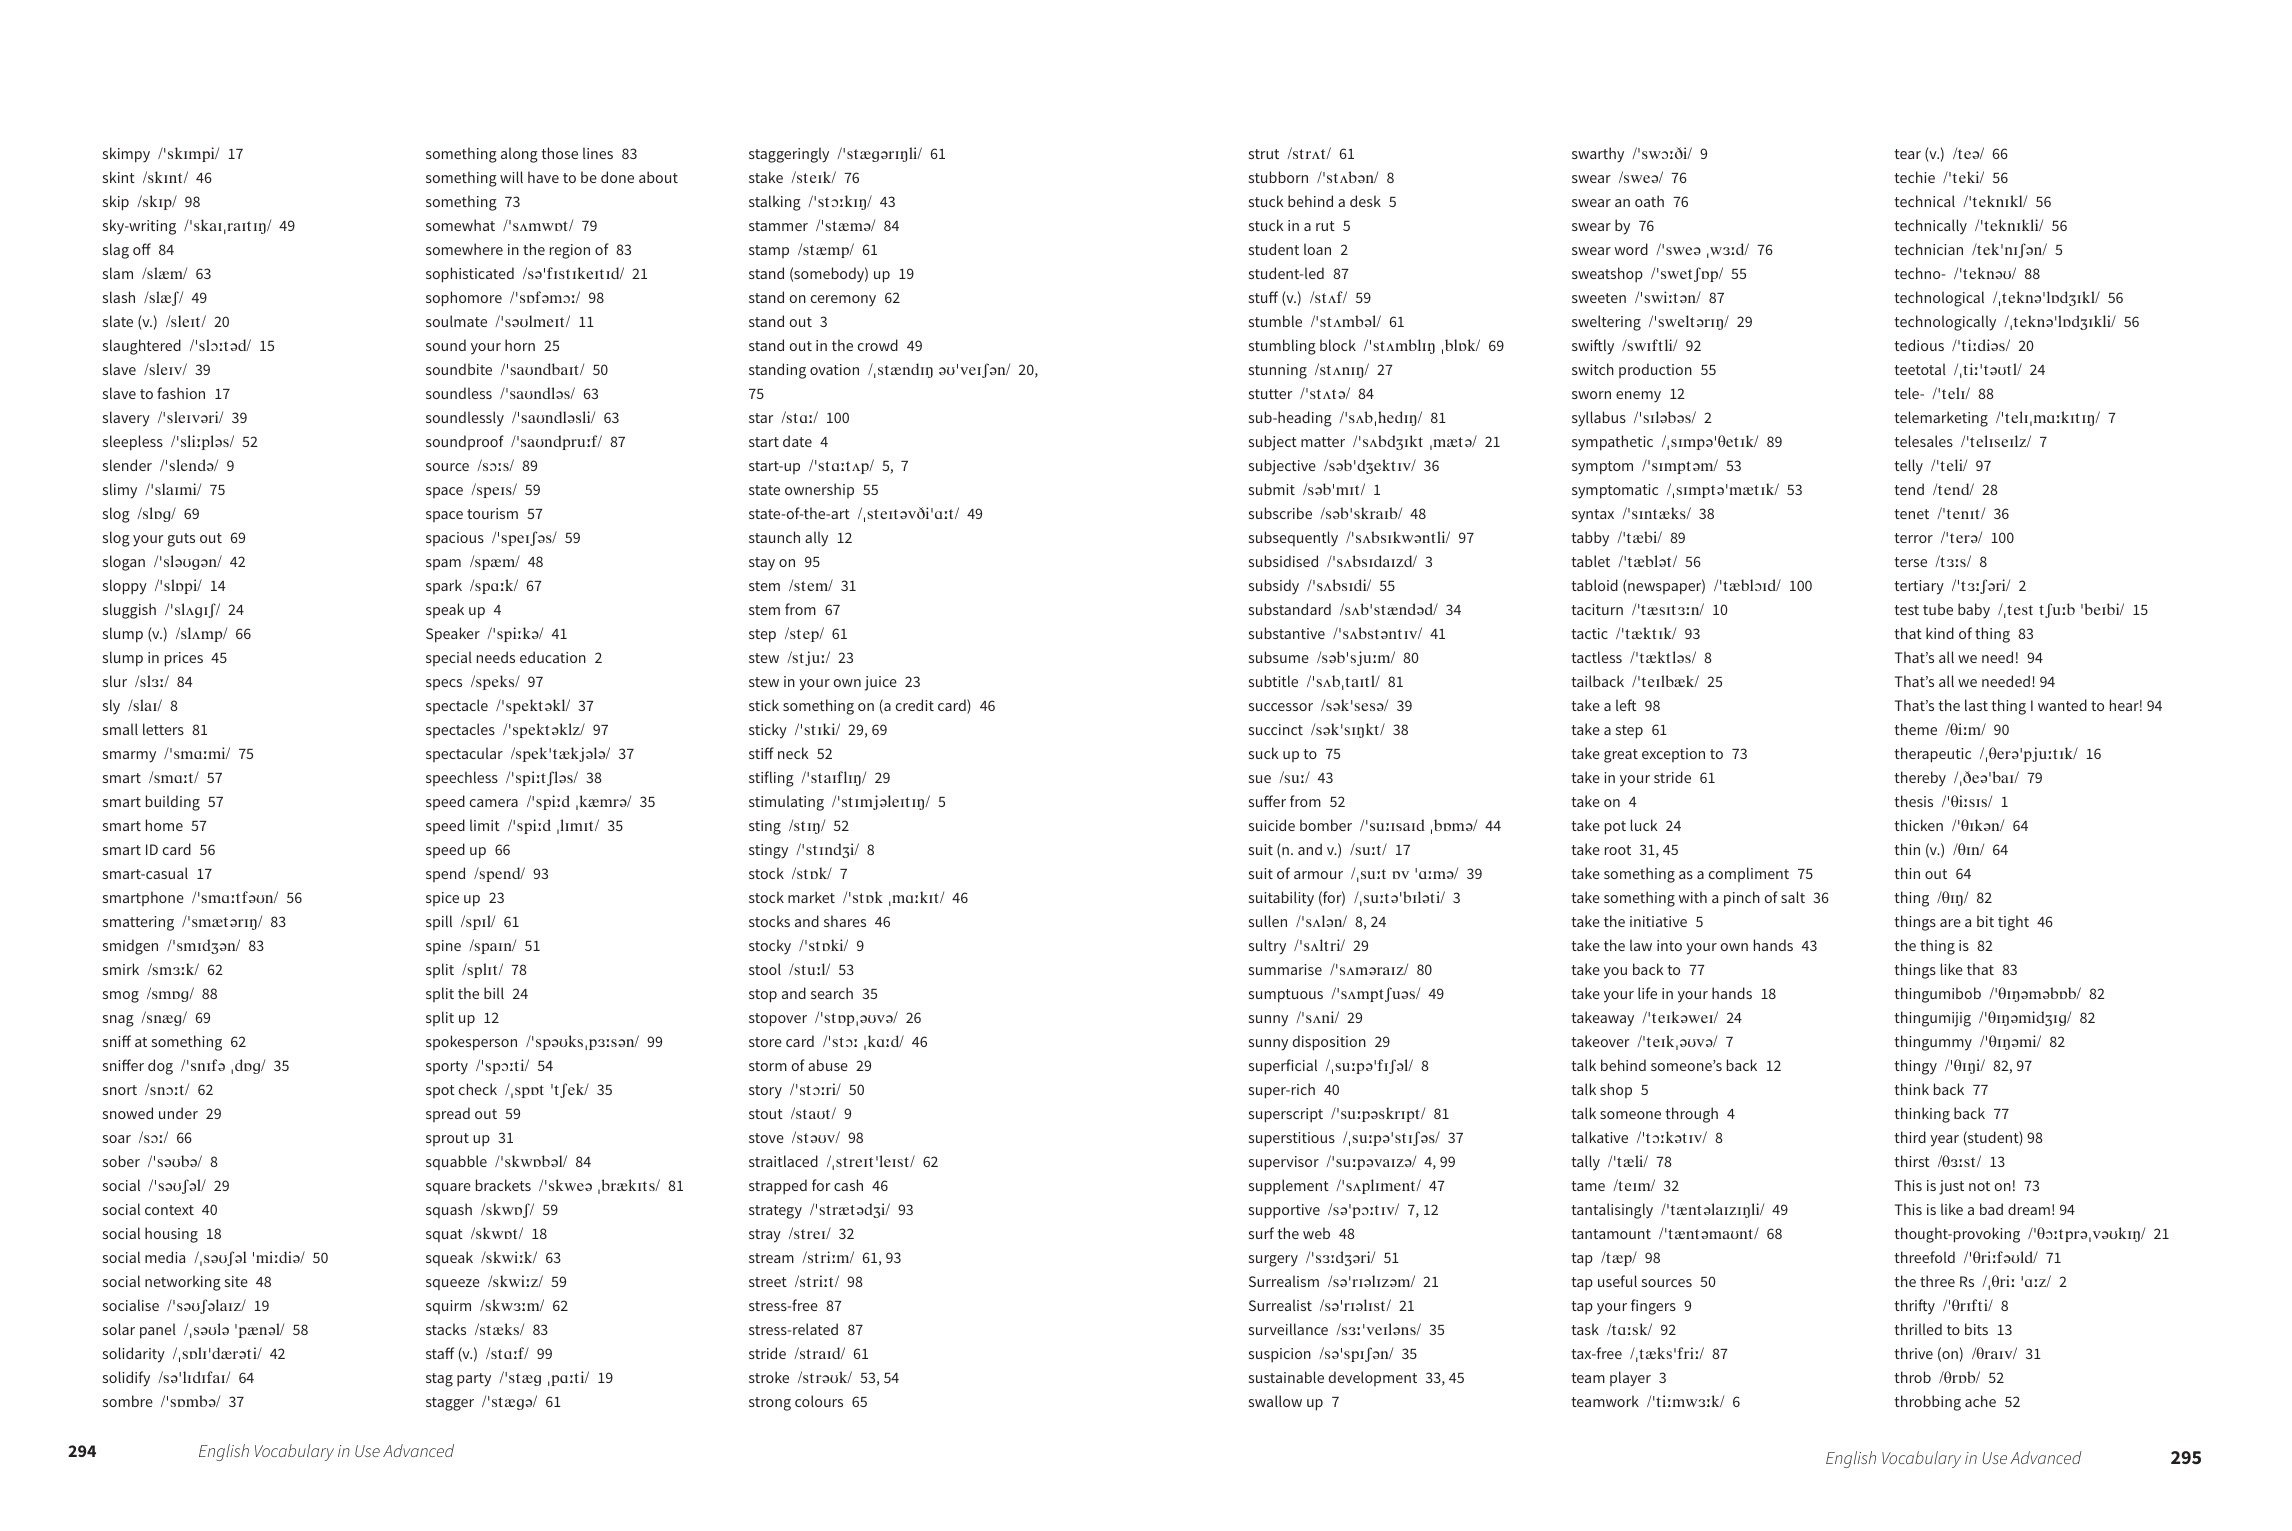 skimpy /ˈskɪmpi/ 17
skint /skɪnt/ 46
skip /skɪp/ 98
sky-writing /ˈskaɪˌraɪtɪŋ/ 49
slag off 84
slam /slæm/ 63
slash /slæʃ/ 49
slate (v.) /sleɪt/ 20
slaughtered /ˈslɔːtəd/ 15
slave /sleɪv/ 39
slave to fashion 17
slavery /ˈsleɪvəri/ 39
sleepless /ˈsliːpləs/ 52
slender /ˈslendə/ 9
slimy /ˈslaɪmi/ 75
slog /slɒg/ 69
slog your guts out 69
slogan /ˈsləʊgən/ 42
sloppy /ˈslɒpi/ 14
sluggish /ˈslʌgɪʃ/ 24
slump (v.) /slʌmp/ 66
slump in prices 45
slur /slɜː/ 84
sly /slaɪ/ 8
small letters 81
smarmy /ˈsmɑːmi/ 75
smart /smɑːt/ 57
smart building 57
smart home 57
smart ID card 56
smart-casual 17
smartphone /ˈsmɑːtfəʊn/ 56
smattering /ˈsmætərɪŋ/ 83
smidgen /ˈsmɪdʒən/ 83
smirk /smɜːk/ 62
smog /smɒg/ 88
snag /snæg/ 69
sniff at something 62
sniffer dog /ˈsnɪfə ˌdɒg/ 35
snort /snɔːt/ 62
snowed under 29
soar /sɔː/ 66
sober /ˈsəʊbə/ 8
social /ˈsəʊʃəl/ 29
social context 40
social housing 18
social media /ˌsəʊʃəl ˈmiːdiə/ 50
social networking site 48
socialise /ˈsəʊʃəlaɪz/ 19
solar panel /ˌsəʊlə ˈpænəl/ 58
solidarity /ˌsɒlɪˈdærəti/ 42
solidify /səˈlɪdɪfaɪ/ 64
sombre /ˈsɒmbə/ 37
something along those lines 83
something will have to be done about
something 73
somewhat /ˈsʌmwɒt/ 79
somewhere in the region of 83
sophisticated /səˈfɪstɪkeɪtɪd/ 21
sophomore /ˈsɒfəmɔː/ 98
soulmate /ˈsəʊlmeɪt/ 11
sound your horn 25
soundbite /ˈsaʊndbaɪt/ 50
soundless /ˈsaʊndləs/ 63
soundlessly /ˈsaʊndləsli/ 63
soundproof /ˈsaʊndpruːf/ 87
source /sɔːs/ 89
space /speɪs/ 59
space tourism 57
spacious /ˈspeɪʃəs/ 59
spam /spæm/ 48
spark /spɑːk/ 67
speak up 4
Speaker /ˈspiːkə/ 41
special needs education 2
specs /speks/ 97
spectacle /ˈspektəkl/ 37
spectacles /ˈspektəklz/ 97
spectacular /spekˈtækjələ/ 37
speechless /ˈspiːtʃləs/ 38
speed camera /ˈspiːd ˌkæmrə/ 35
speed limit /ˈspiːd ˌlɪmɪt/ 35
speed up 66
spend /spend/ 93
spice up 23
spill /spɪl/ 61
spine /spaɪn/ 51
split /splɪt/ 78
split the bill 24
split up 12
spokesperson /ˈspəʊksˌpɜːsən/ 99
sporty /ˈspɔːti/ 54
spot check /ˌspɒt ˈtʃek/ 35
spread out 59
sprout up 31
squabble /ˈskwɒbəl/ 84
square brackets /ˈskweə ˌbrækɪts/ 81
squash /skwɒʃ/ 59
squat /skwɒt/ 18
squeak /skwiːk/ 63
squeeze /skwiːz/ 59
squirm /skwɜːm/ 62
stacks /stæks/ 83
staff (v.) /stɑːf/ 99
stag party /ˈstæg ˌpɑːti/ 19
stagger /ˈstægə/ 61
staggeringly /ˈstægərɪŋli/ 61
stake /steɪk/ 76
stalking /ˈstɔːkɪŋ/ 43
stammer /ˈstæmə/ 84
stamp /stæmp/ 61
stand (somebody) up 19
stand on ceremony 62
stand out 3
stand out in the crowd 49
standing ovation /ˌstændɪŋ əʊˈveɪʃən/ 20,
75
star /stɑː/ 100
start date 4
start-up /ˈstɑːtʌp/ 5, 7
state ownership 55
state-of-the-art /ˌsteɪtəvðiˈɑːt/ 49
staunch ally 12
stay on 95
stem /stem/ 31
stem from 67
step /step/ 61
stew /stjuː/ 23
stew in your own juice 23
stick something on (a credit card) 46
sticky /ˈstɪki/ 29, 69
stiff neck 52
stifling /ˈstaɪflɪŋ/ 29
stimulating /ˈstɪmjəleɪtɪŋ/ 5
sting /stɪŋ/ 52
stingy /ˈstɪndʒi/ 8
stock /stɒk/ 7
stock market /ˈstɒk ˌmɑːkɪt/ 46
stocks and shares 46
stocky /ˈstɒki/ 9
stool /stuːl/ 53
stop and search 35
stopover /ˈstɒpˌəʊvə/ 26
store card /ˈstɔː ˌkɑːd/ 46
storm of abuse 29
story /ˈstɔːri/ 50
stout /staʊt/ 9
stove /stəʊv/ 98
straitlaced /ˌstreɪtˈleɪst/ 62
strapped for cash 46
strategy /ˈstrætədʒi/ 93
stray /streɪ/ 32
stream /striːm/ 61, 93
street /striːt/ 98
stress-free 87
stress-related 87
stride /straɪd/ 61
stroke /strəʊk/ 53, 54
strong colours 65
294 English Vocabulary in Use Advanced
strut /strʌt/ 61
stubborn /ˈstʌbən/ 8
stuck behind a desk 5
stuck in a rut 5
student loan 2
student-led 87
stuff (v.) /stʌf/ 59
stumble /ˈstʌmbəl/ 61
stumbling block /ˈstʌmblɪŋ ˌblɒk/ 69
stunning /stʌnɪŋ/ 27
stutter /ˈstʌtə/ 84
sub-heading /ˈsʌbˌhedɪŋ/ 81
subject matter /ˈsʌbdʒɪkt ˌmætə/ 21
subjective /səbˈdʒektɪv/ 36
submit /səbˈmɪt/ 1
subscribe /səbˈskraɪb/ 48
subsequently /ˈsʌbsɪkwəntli/ 97
subsidised /ˈsʌbsɪdaɪzd/ 3
subsidy /ˈsʌbsɪdi/ 55
substandard /sʌbˈstændəd/ 34
substantive /ˈsʌbstəntɪv/ 41
subsume /səbˈsjuːm/ 80
subtitle /ˈsʌbˌtaɪtl/ 81
successor /səkˈsesə/ 39
succinct /səkˈsɪŋkt/ 38
suck up to 75
sue /suː/ 43
suffer from 52
suicide bomber /ˈsuːɪsaɪd ˌbɒmə/ 44
suit (n. and v.) /suːt/ 17
suit of armour /ˌsuːt ɒv ˈɑːmə/ 39
suitability (for) /ˌsuːtəˈbɪləti/ 3
sullen /ˈsʌlən/ 8, 24
sultry /ˈsʌltri/ 29
summarise /ˈsʌməraɪz/ 80
sumptuous /ˈsʌmptʃuəs/ 49
sunny /ˈsʌni/ 29
sunny disposition 29
superficial /ˌsuːpəˈfɪʃəl/ 8
super-rich 40
superscript /ˈsuːpəskrɪpt/ 81
superstitious /ˌsuːpəˈstɪʃəs/ 37
supervisor /ˈsuːpəvaɪzə/ 4, 99
supplement /ˈsʌplɪment/ 47
supportive /səˈpɔːtɪv/ 7, 12
surf the web 48
surgery /ˈsɜːdʒəri/ 51
Surrealism /səˈrɪəlɪzəm/ 21
Surrealist /səˈrɪəlɪst/ 21
surveillance /sɜːˈveɪləns/ 35
suspicion /səˈspɪʃən/ 35
sustainable development 33, 45
swallow up 7
swarthy /ˈswɔːði/ 9
swear /sweə/ 76
swear an oath 76
swear by 76
swear word /ˈsweə ˌwɜːd/ 76
sweatshop /ˈswetʃɒp/ 55
sweeten /ˈswiːtən/ 87
sweltering /ˈsweltərɪŋ/ 29
swiftly /swɪftli/ 92
switch production 55
sworn enemy 12
syllabus /ˈsɪləbəs/ 2
sympathetic /ˌsɪmpəˈθetɪk/ 89
symptom /ˈsɪmptəm/ 53
symptomatic /ˌsɪmptəˈmætɪk/ 53
syntax /ˈsɪntæks/ 38
tabby /ˈtæbi/ 89
tablet /ˈtæblət/ 56
tabloid (newspaper) /ˈtæblɔɪd/ 100
taciturn /ˈtæsɪtɜːn/ 10
tactic /ˈtæktɪk/ 93
tactless /ˈtæktləs/ 8
tailback /ˈteɪlbæk/ 25
take a left 98
take a step 61
take great exception to 73
take in your stride 61
take on 4
take pot luck 24
take root 31, 45
take something as a compliment 75
take something with a pinch of salt 36
take the initiative 5
take the law into your own hands 43
take you back to 77
take your life in your hands 18
takeaway /ˈteɪkəweɪ/ 24
takeover /ˈteɪkˌəʊvə/ 7
talk behind someone’s back 12
talk shop 5
talk someone through 4
talkative /ˈtɔːkətɪv/ 8
tally /ˈtæli/ 78
tame /teɪm/ 32
tantalisingly /ˈtæntəlaɪzɪŋli/ 49
tantamount /ˈtæntəmaʊnt/ 68
tap /tæp/ 98
tap useful sources 50
tap your fingers 9
task /tɑːsk/ 92
tax-free /ˌtæksˈfriː/ 87
team player 3
teamwork /ˈtiːmwɜːk/ 6
tear (v.) /teə/ 66
techie /ˈteki/ 56
technical /ˈteknɪkl/ 56
technically /ˈteknɪkli/ 56
technician /tekˈnɪʃən/ 5
techno- /ˈteknəʊ/ 88
technological /ˌteknəˈlɒdʒɪkl/ 56
technologically /ˌteknəˈlɒdʒɪkli/ 56
tedious /ˈtiːdiəs/ 20
teetotal /ˌtiːˈtəʊtl/ 24
tele- /ˈtelɪ/ 88
telemarketing /ˈtelɪˌmɑːkɪtɪŋ/ 7
telesales /ˈtelɪseɪlz/ 7
telly /ˈteli/ 97
tend /tend/ 28
tenet /ˈtenɪt/ 36
terror /ˈterə/ 100
terse /tɜːs/ 8
tertiary /ˈtɜːʃəri/ 2
test tube baby /ˌtest tʃuːb ˈbeɪbi/ 15
that kind of thing 83
That’s all we need! 94
That’s all we needed! 94
That’s the last thing I wanted to hear! 94
theme /θiːm/ 90
therapeutic /ˌθerəˈpjuːtɪk/ 16
thereby /ˌðeəˈbaɪ/ 79
thesis /ˈθiːsɪs/ 1
thicken /ˈθɪkən/ 64
thin (v.) /θɪn/ 64
thin out 64
thing /θɪŋ/ 82
things are a bit tight 46
the thing is 82
things like that 83
thingumibob /ˈθɪŋəməbɒb/ 82
thingumijig /ˈθɪŋəmidʒɪg/ 82
thingummy /ˈθɪŋəmi/ 82
thingy /ˈθɪŋi/ 82, 97
think back 77
thinking back 77
third year (student) 98
thirst /θɜːst/ 13
This is just not on! 73
This is like a bad dream! 94
thought-provoking /ˈθɔːtprəˌvəʊkɪŋ/ 21
threefold /ˈθriːfəʊld/ 71
the three Rs /ˌθriː ˈɑːz/ 2
thrifty /ˈθrɪfti/ 8
thrilled to bits 13
thrive (on) /θraɪv/ 31
throb /θrɒb/ 52
throbbing ache 52
English Vocabulary in Use Advanced 295